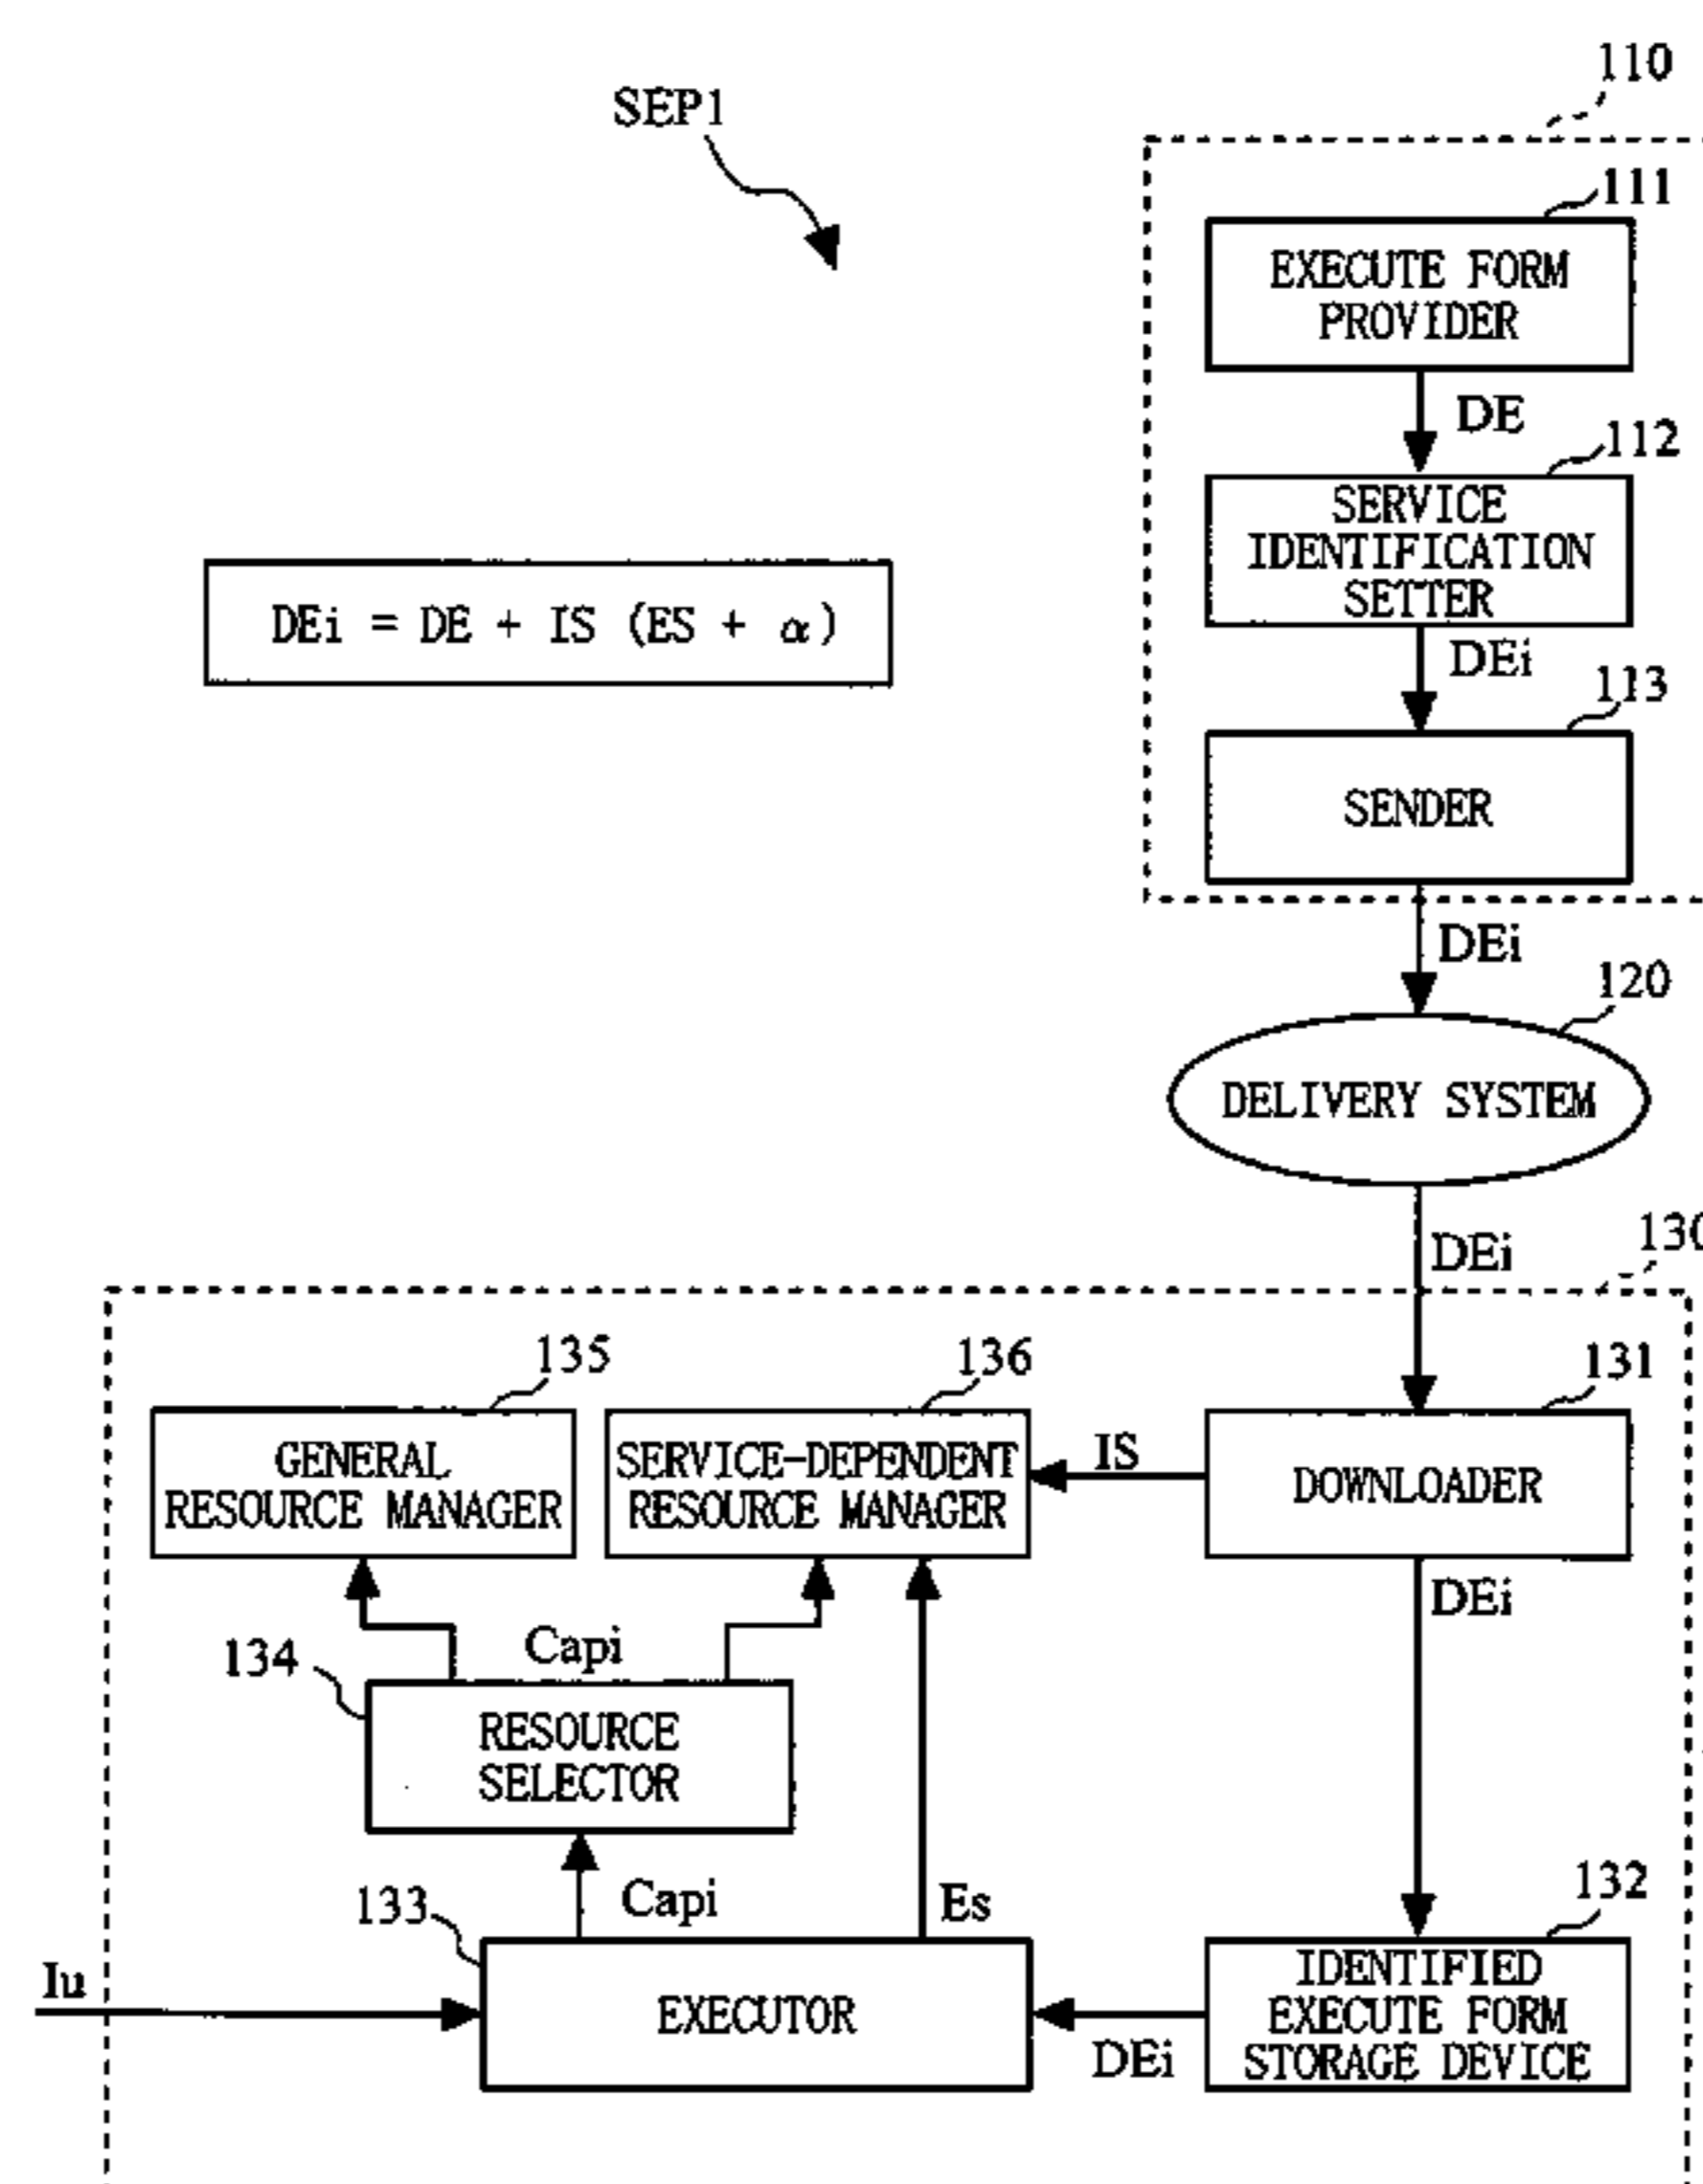 110
SEP1
111
EXECUTE FORM
PROVIDER
DE
112
SERVICE
IDENTIFICATION
SETTER
DEi = DE + IS (ES + α)
DEi
113
SENDER
DEi
120
DELIVERY SYSTEM
DEi
130
135
136
131
GENERAL
RESOURCE MANAGER
SERVICE-DEPENDENT
RESOURCE MANAGER
IS
DOWNLOADER
DEi
Capi
134
RESOURCE
SELECTOR
133
Capi
Es
132
Iu
EXECUTOR
DEi
IDENTIFIED
EXECUTE FORM
STORAGE DEVICE